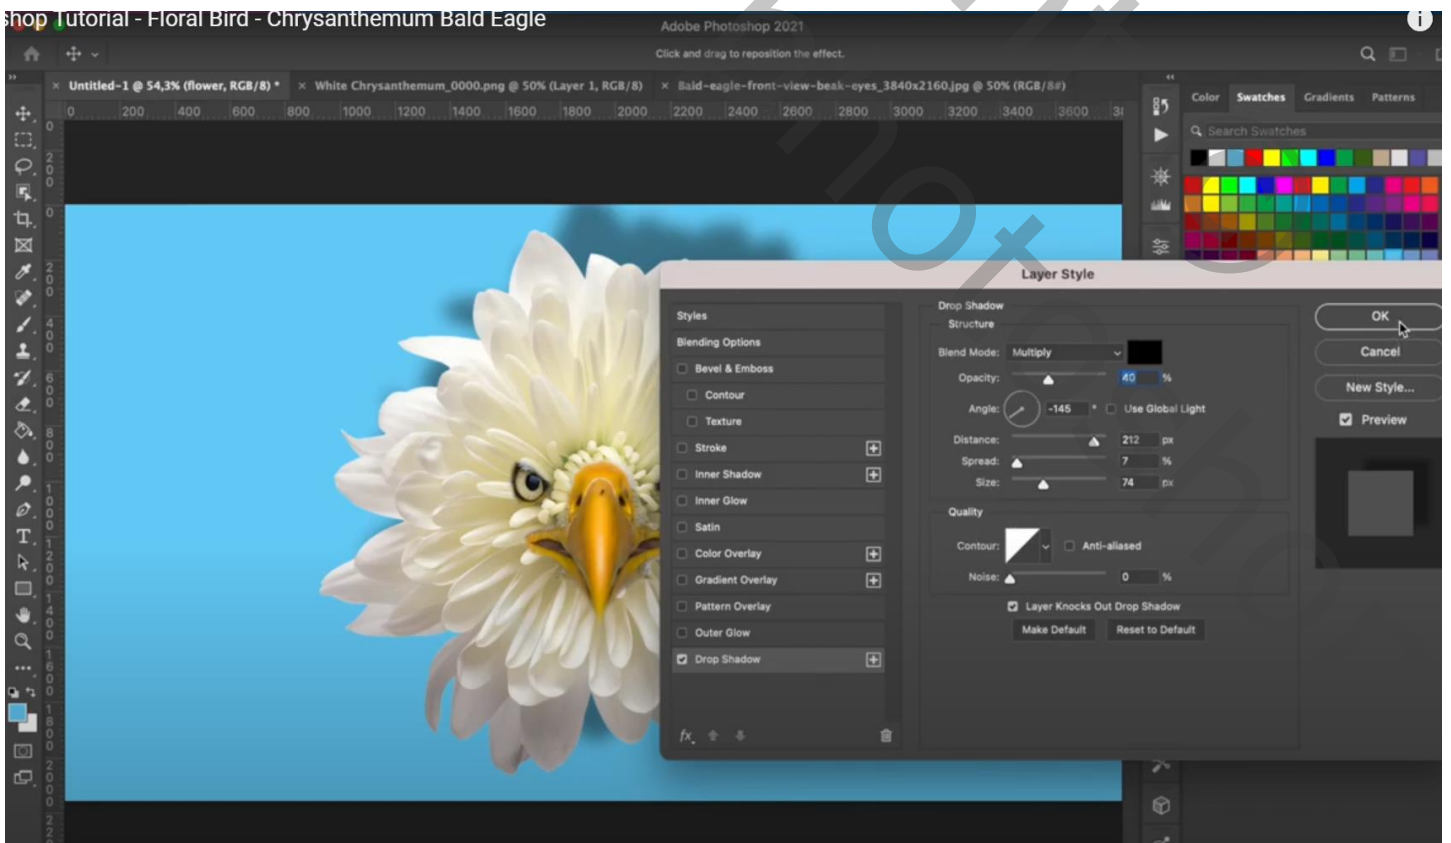 shop Tutorial - Floral Bird - Chrysanthemum Bald Eagle
Adobe Photoshop 2021
Click and drag to reposition the effect.
Untitled-1 @ 54,3% (flower, RGB/8) *
White Chrysanthemum_0000.png @ 50% (Layer 1, RGB/8)
Bald-eagle-front-view-beak-eyes_3840x2160.jpg @ 50% (RGB/8#)
0 200 400 600 800 1000 1200 1400 1600 1800 2000 2200 2400 2600 2800 3000 3200 3400 3600
Color Swatches Gradients Patterns
Search Swatches
Layer Style
Styles
Blending Options
Bevel & Emboss
Contour
Texture
Stroke
Inner Shadow
Inner Glow
Satin
Color Overlay
Gradient Overlay
Pattern Overlay
Outer Glow
Drop Shadow
fx
Drop Shadow
Structure
Blend Mode: Multiply
Opacity: 40 %
Angle: -145 ° Use Global Light
Distance: 212 px
Spread: 7 %
Size: 74 px
Quality
Contour: Anti-aliased
Noise: 0 %
Layer Knocks Out Drop Shadow
Make Default Reset to Default
OK
Cancel
New Style...
Preview